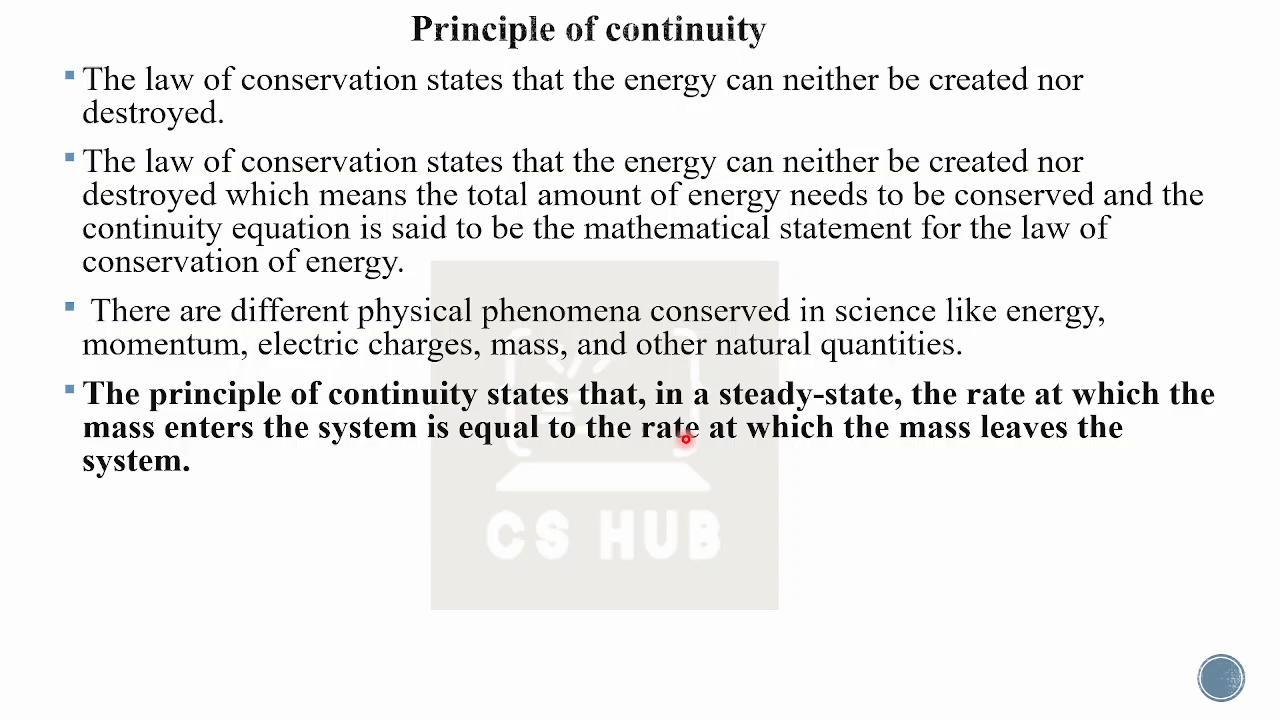 Principle of continuity
The law of conservation states that the energy can neither be created nor
destroyed.
The law of conservation states that the energy can neither be created nor
destroyed which means the total amount of energy needs to be conserved and the
continuity equation is said to be the mathematical statement for the law of
conservation of energy.
There are different physical phenomena conserved in science like energy,
momentum, electric charges, mass, and other natural quantities.
The principle of continuity states that, in a steady-state, the rate at which the
mass enters the system is equal to the rate at which the mass leaves the
system.
CS HUB